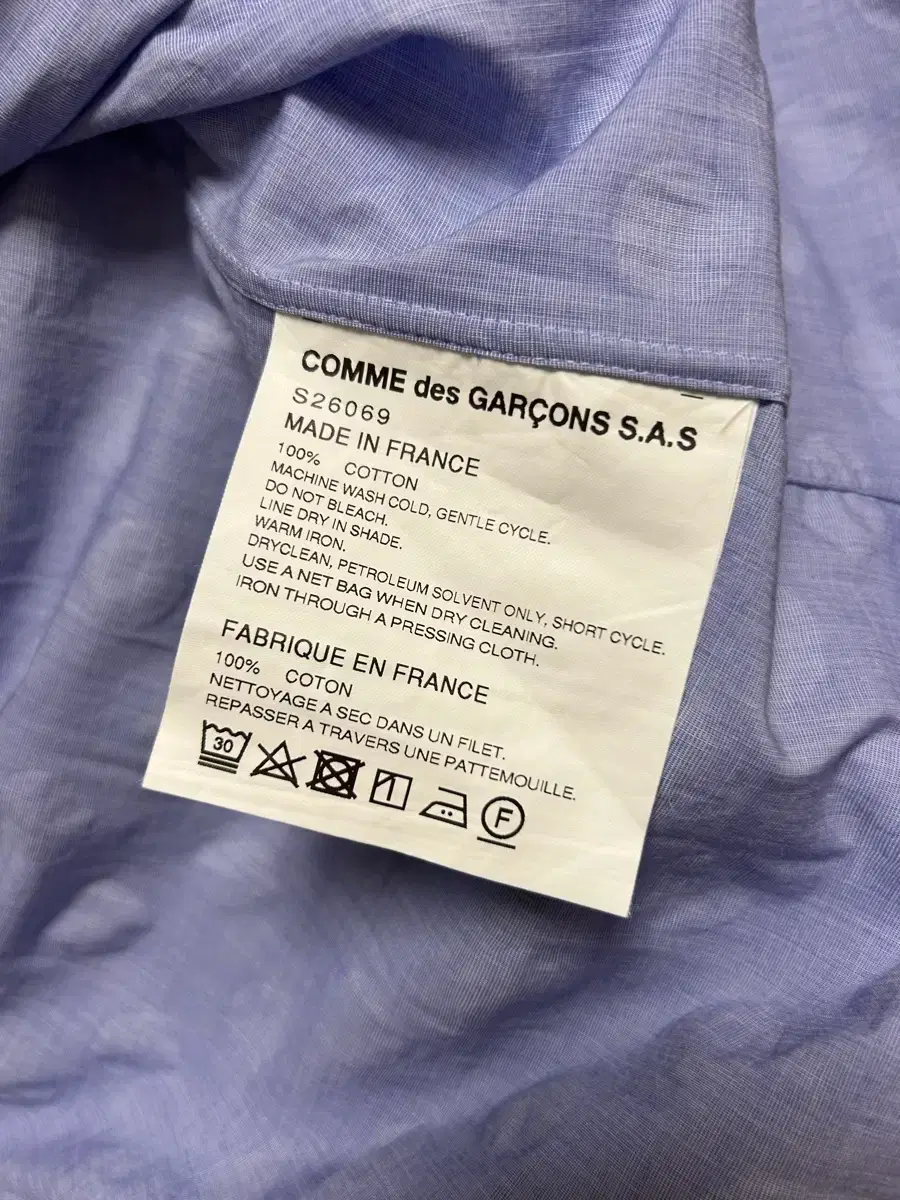 COMME des GARÇONS S.A.S
S26069
MADE IN FRANCE
100% COTTON
MACHINE WASH COLD, GENTLE CYCLE.
DO NOT BLEACH.
LINE DRY IN SHADE.
WARM IRON.
DRYCLEAN, PETROLEUM SOLVENT ONLY, SHORT CYCLE.
USE A NET BAG WHEN DRY CLEANING.
IRON THROUGH A PRESSING CLOTH.
FABRIQUE EN FRANCE
100% COTON
NETTOYAGE A SEC DANS UN FILET.
REPASSER A TRAVERS UNE PATTEMOUILLE.
30 F